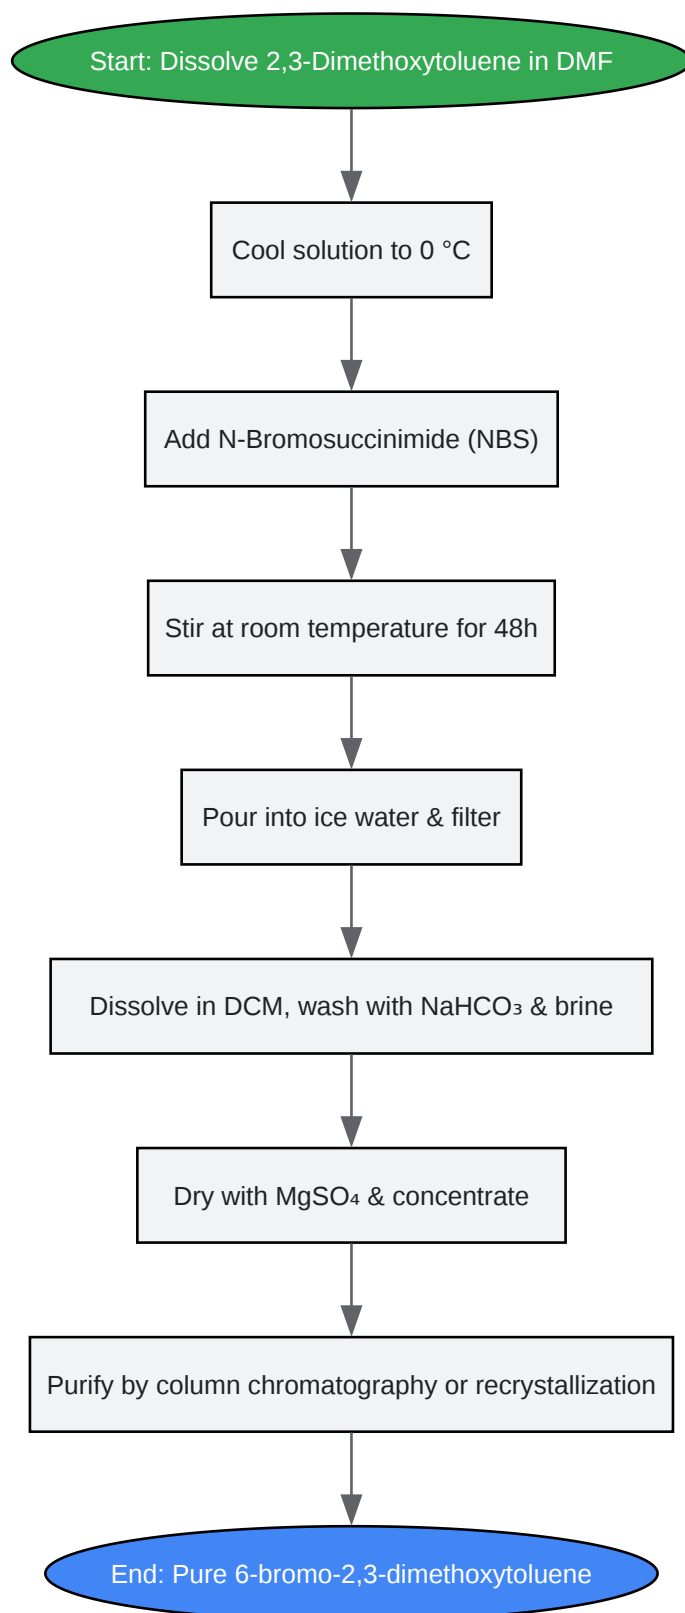 Start: Dissolve 2,3-Dimethoxytoluene in DMF
Cool solution to 0 °C
Add N-Bromosuccinimide (NBS)
Stir at room temperature for 48h
Pour into ice water & filter
Dissolve in DCM, wash with NaHCO₃ & brine
Dry with MgSO₄ & concentrate
Purify by column chromatography or recrystallization
End: Pure 6-bromo-2,3-dimethoxytoluene